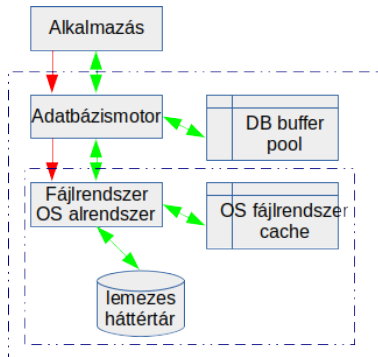 Alkalmazás
Adatbázismotor
DB buffer
pool
Fájlrendszer
OS alrendszer
OS fájlrendszer
cache
lemezes
háttértár